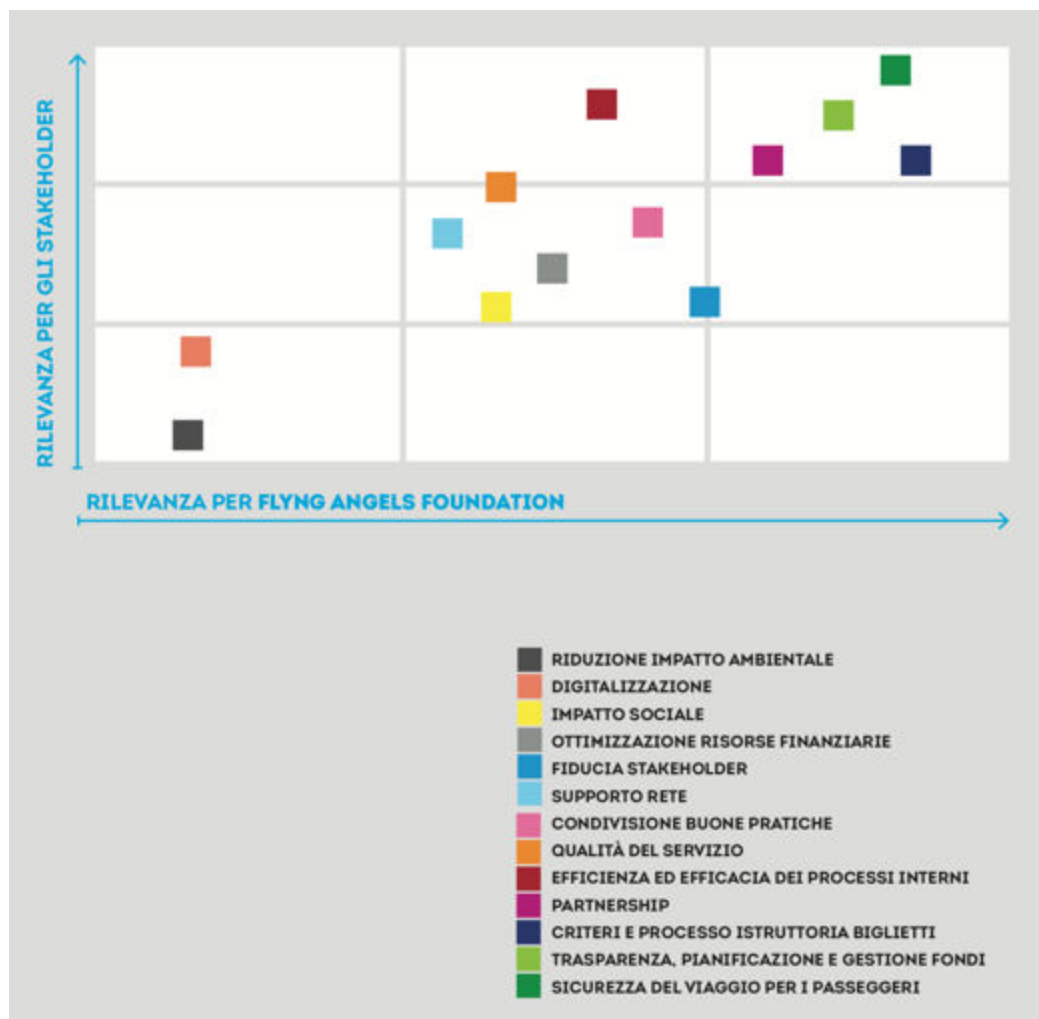 RILEVANZA PER GLI STAKEHOLDER
RILEVANZA PER FLYNG ANGELS FOUNDATION
RIDUZIONE IMPATTO AMBIENTALE
DIGITALIZZAZIONE
IMPATTO SOCIALE
OTTIMIZZAZIONE RISORSE FINANZIARIE
FIDUCIA STAKEHOLDER
SUPPORTO RETE
CONDIVISIONE BUONE PRATICHE
QUALITÀ DEL SERVIZIO
EFFICIENZA ED EFFICACIA DEI PROCESSI INTERNI
PARTNERSHIP
CRITERI E PROCESSO ISTRUTTORIA BIGLIETTI
TRASPARENZA, PIANIFICAZIONE E GESTIONE FONDI
SICUREZZA DEL VIAGGIO PER I PASSEGGERI